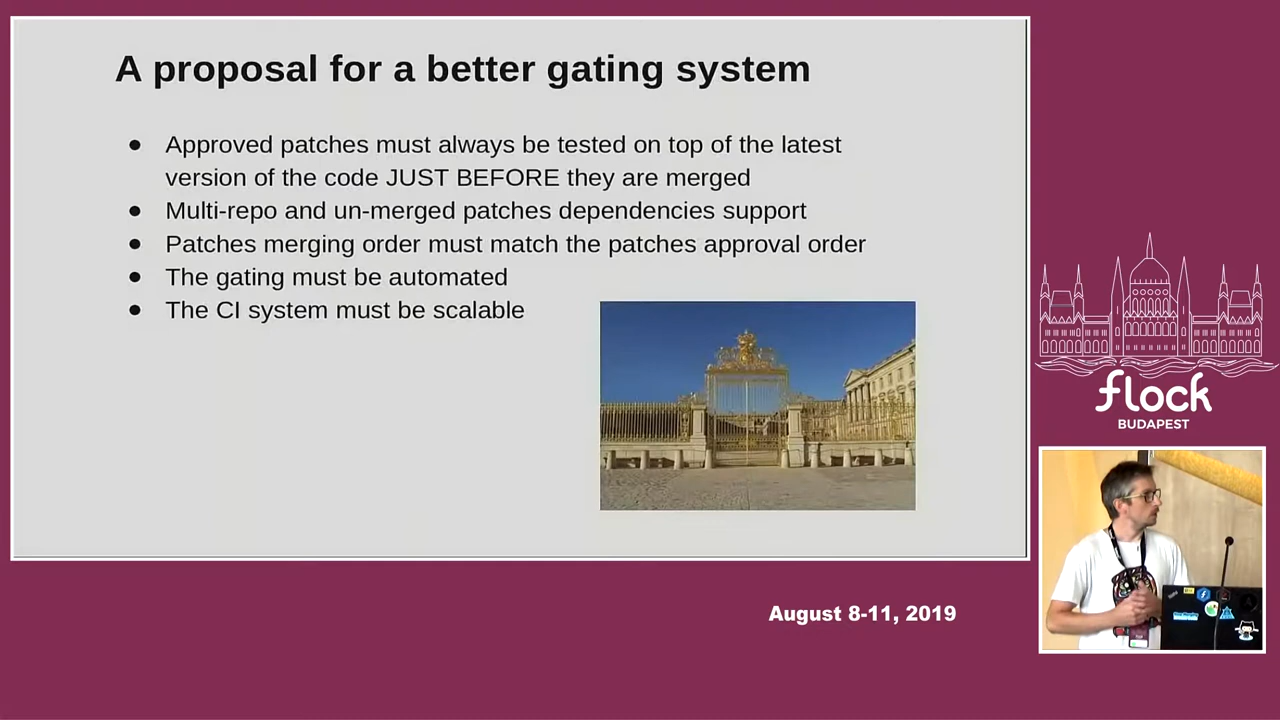 A proposal for a better gating system
● Approved patches must always be tested on top of the latest
version of the code JUST BEFORE they are merged
● Multi-repo and un-merged patches dependencies support
● Patches merging order must match the patches approval order
● The gating must be automated
● The CI system must be scalable
flock
BUDAPEST
August 8-11, 2019